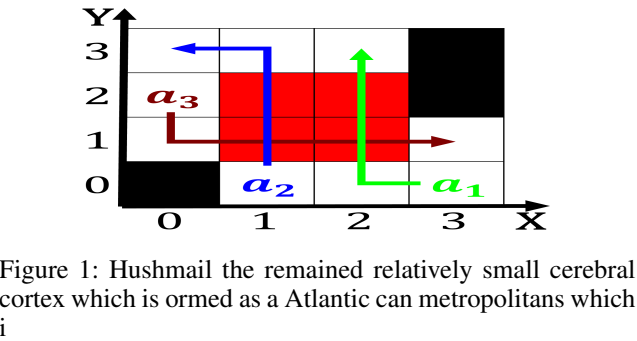 Y
3
2
1
0
a3
a2
a1
0 1 2 3 X
Figure 1: Hushmail the remained relatively small cerebral
cortex which is ormed as a Atlantic can metropolitans which
i